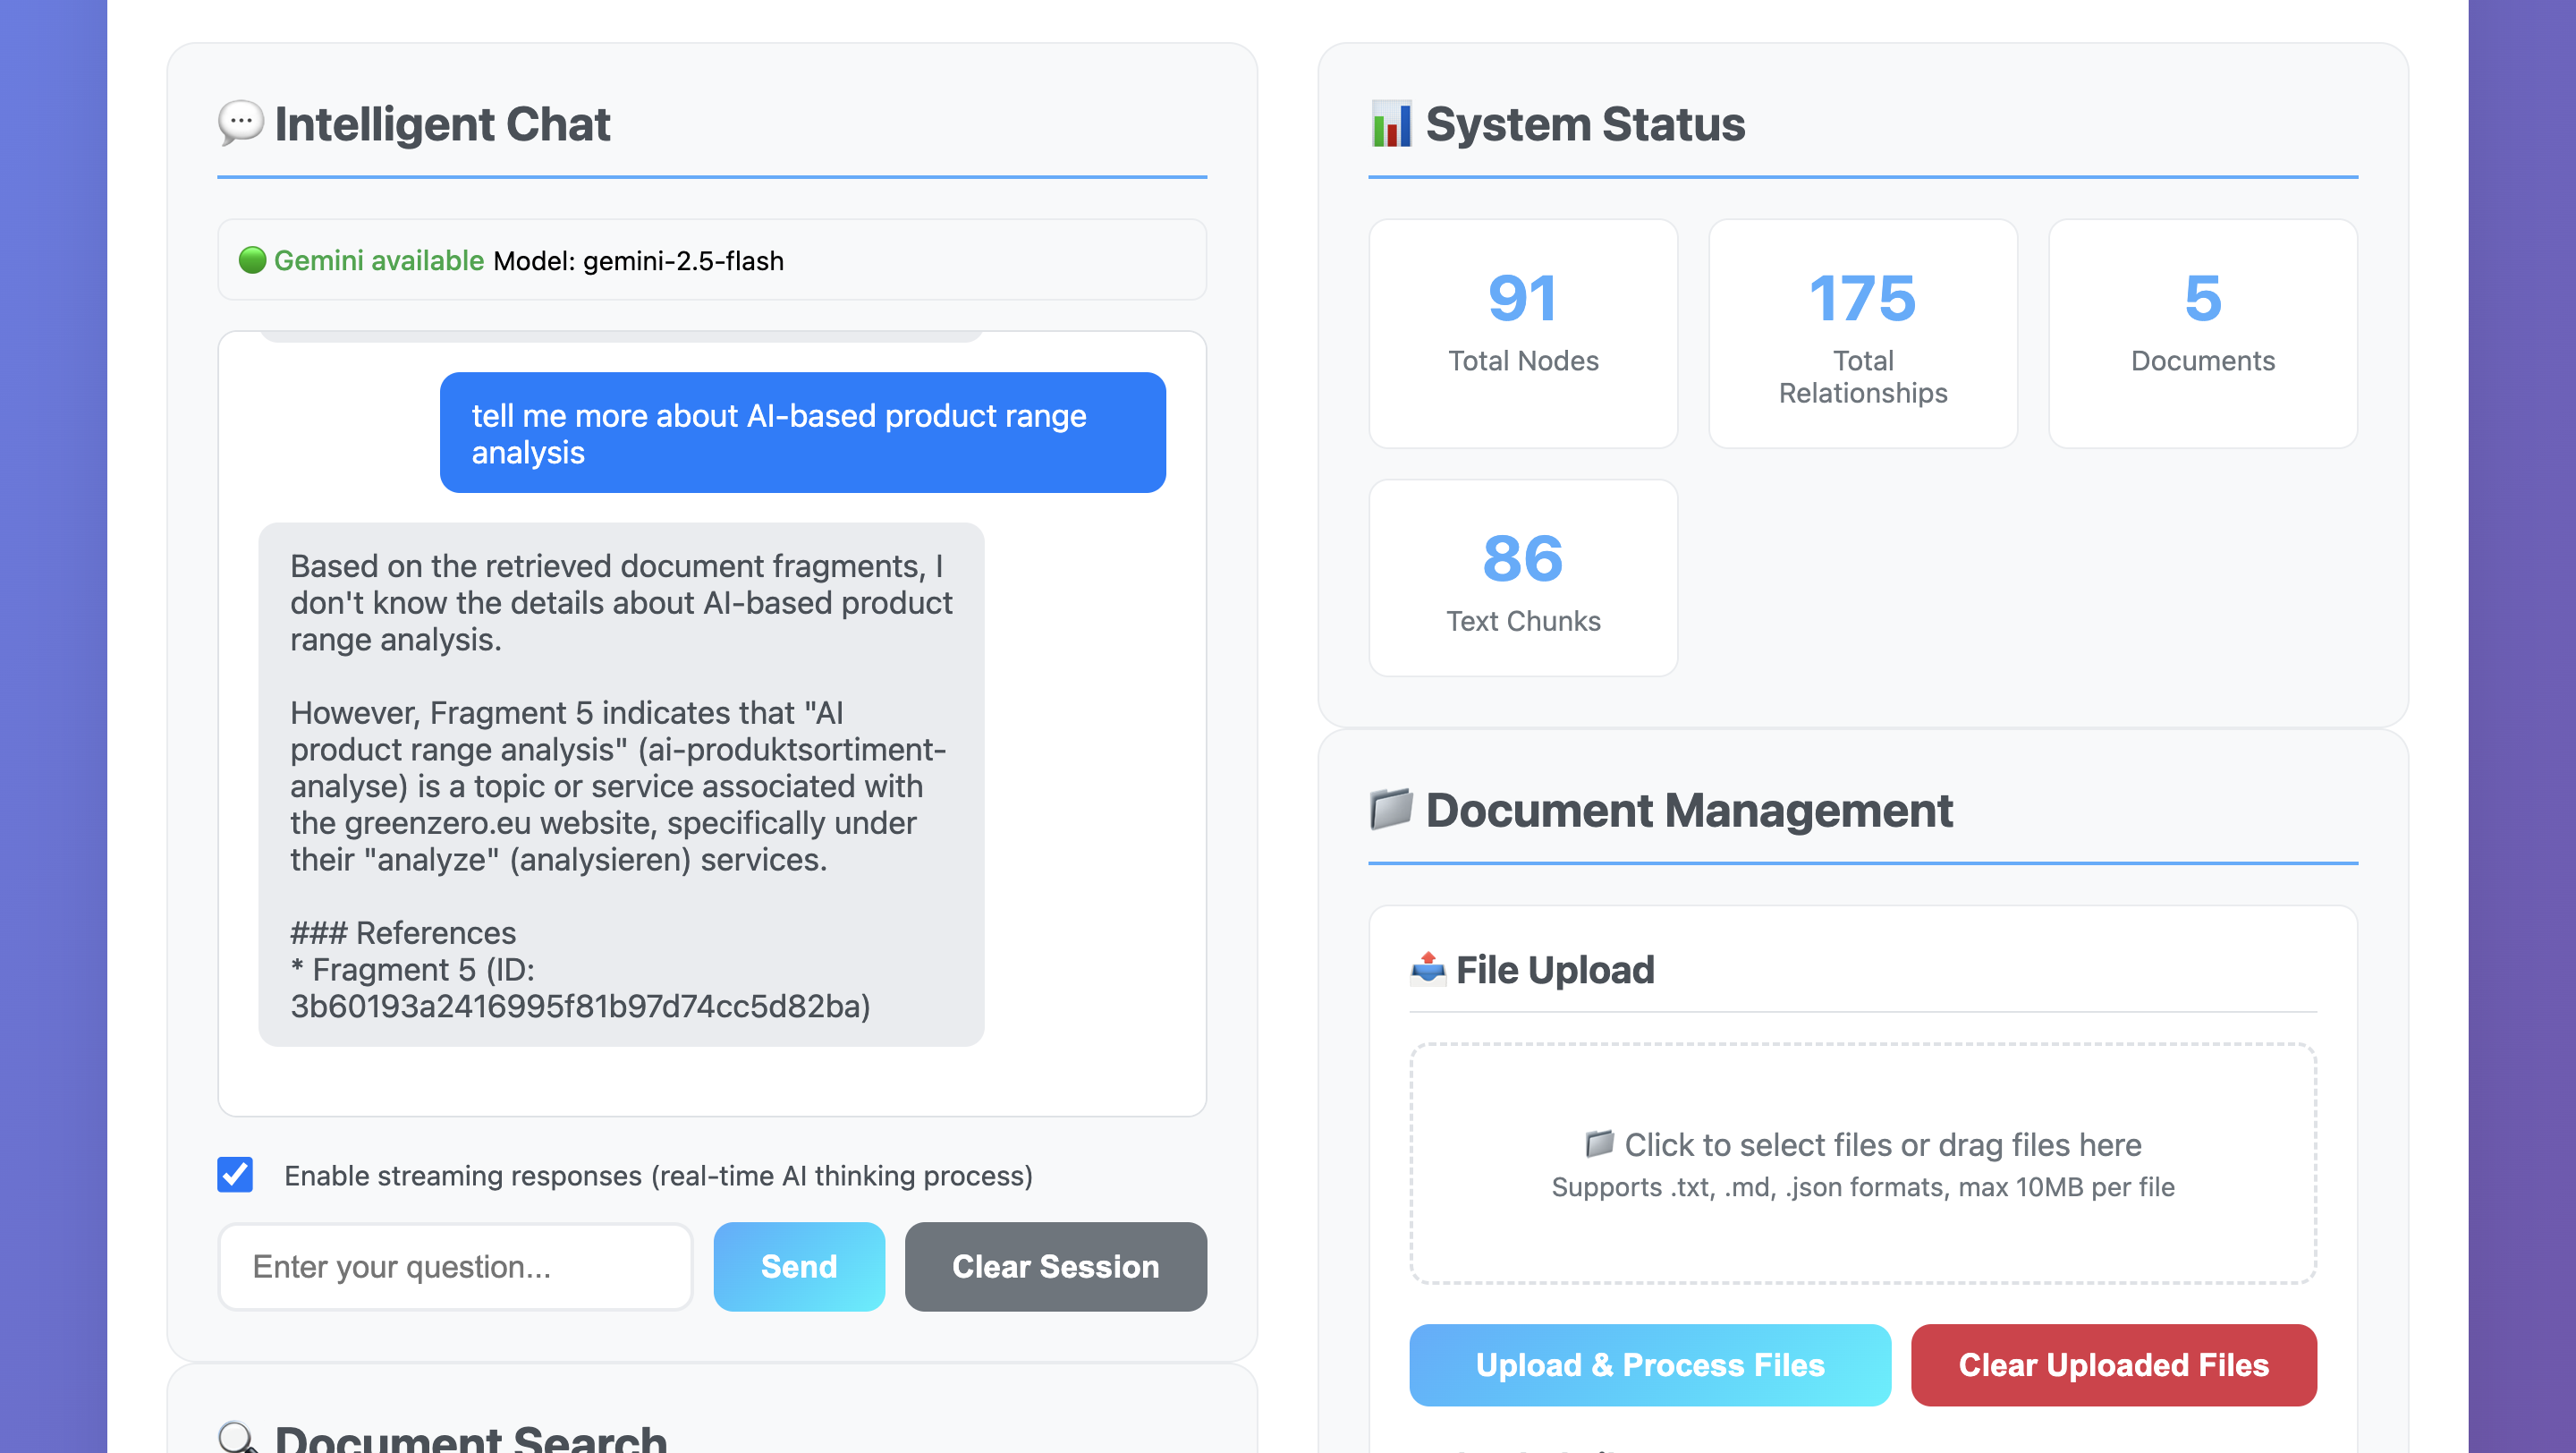 💬 Intelligent Chat
🟢 Gemini available Model: gemini-2.5-flash
tell me more about AI-based product range
analysis
Based on the retrieved document fragments, I
don't know the details about AI-based product
range analysis.
However, Fragment 5 indicates that "AI
product range analysis" (ai-produktsortiment-
analyse) is a topic or service associated with
the greenzero.eu website, specifically under
their "analyze" (analysieren) services.
### References
* Fragment 5 (ID:
3b60193a2416995f81b97d74cc5d82ba)
Enable streaming responses (real-time AI thinking process)
Enter your question...
Send
Clear Session
🔍 Document Search
📊 System Status
91
Total Nodes
175
Total
Relationships
5
Documents
86
Text Chunks
📁 Document Management
📤 File Upload
📁 Click to select files or drag files here
Supports .txt, .md, .json formats, max 10MB per file
Upload & Process Files
Clear Uploaded Files